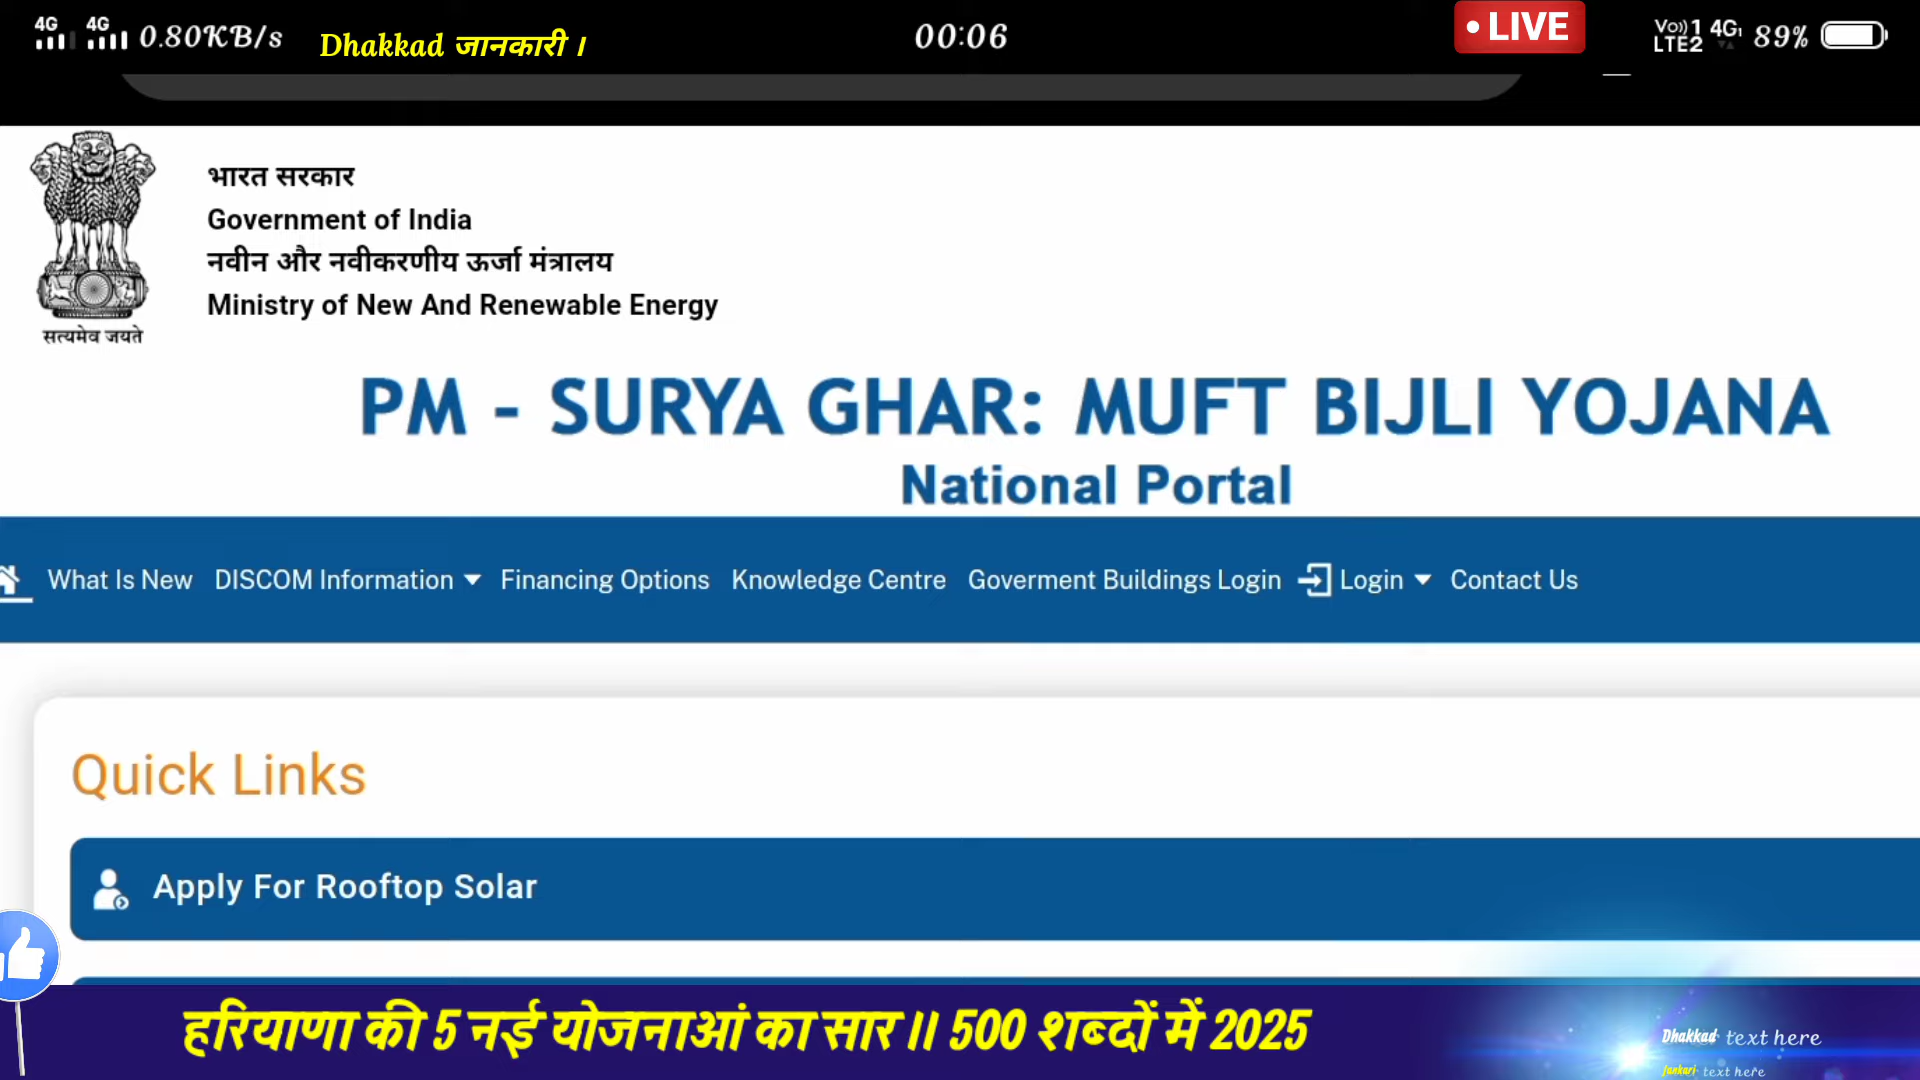 4G 4G 0.80KB/s Dhakkad जानकारी । 00:06 • LIVE Vo))1 LTE2 4G 89%
भारत सरकार
Government of India
नवीन और नवीकरणीय ऊर्जा मंत्रालय
Ministry of New And Renewable Energy
सत्यमेव जयते
PM - SURYA GHAR: MUFT BIJLI YOJANA
National Portal
What Is New DISCOM Information Financing Options Knowledge Centre Goverment Buildings Login Login Contact Us
Quick Links
Apply For Rooftop Solar
हरियाणा की 5 नई योजनाआं का सार॥ 500 शब्दों में 2025
Dhakkad text here
Jankari text here